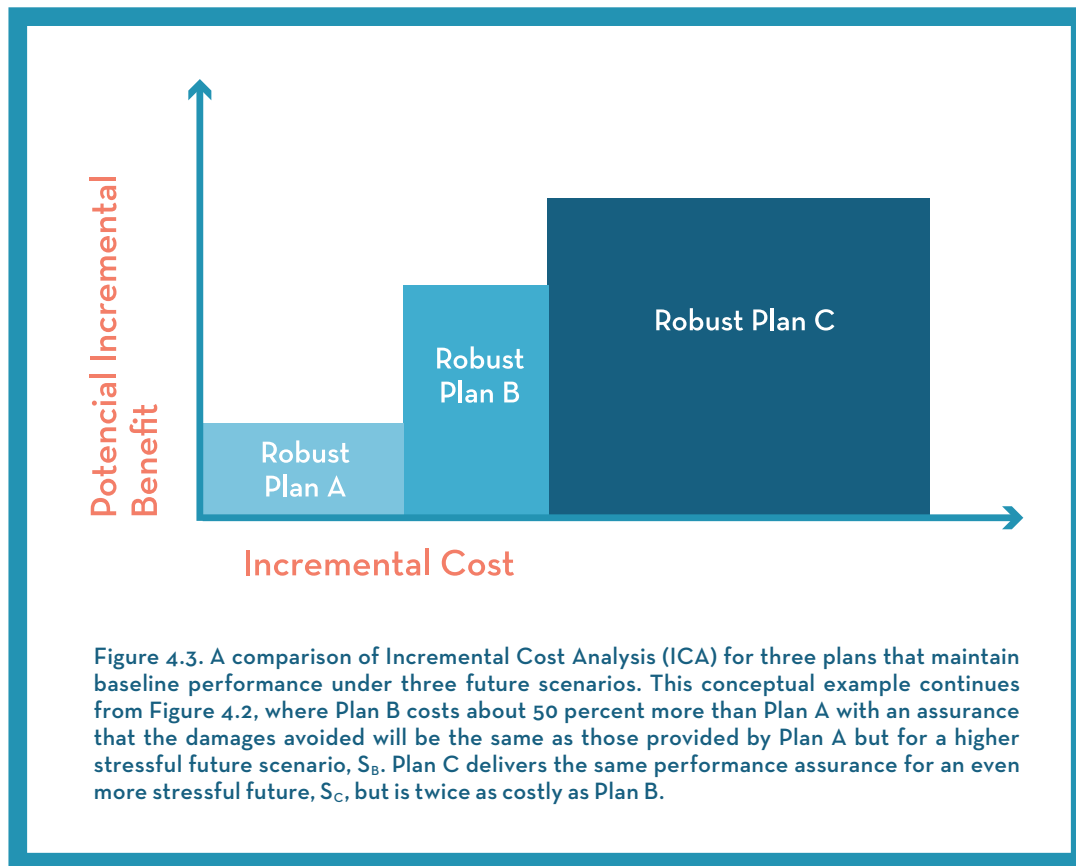 Potencial Incremental
Benefit
Robust
Plan A
Robust
Plan B
Robust Plan C
Incremental Cost
Figure 4.3. A comparison of Incremental Cost Analysis (ICA) for three plans that maintain
baseline performance under three future scenarios. This conceptual example continues
from Figure 4.2, where Plan B costs about 50 percent more than Plan A with an assurance
that the damages avoided will be the same as those provided by Plan A but for a higher
stressful future scenario, S_B. Plan C delivers the same performance assurance for an even
more stressful future, S_C, but is twice as costly as Plan B.